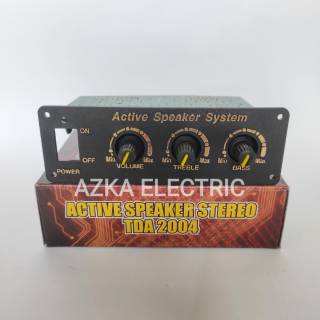 Active Speaker System
ON
OFF
POWER
Min Max Min Max Min Max
VOLUME TREBLE BASS
AZKA ELECTRIC
ACTIVE SPEAKER STEREO
TDA 2004